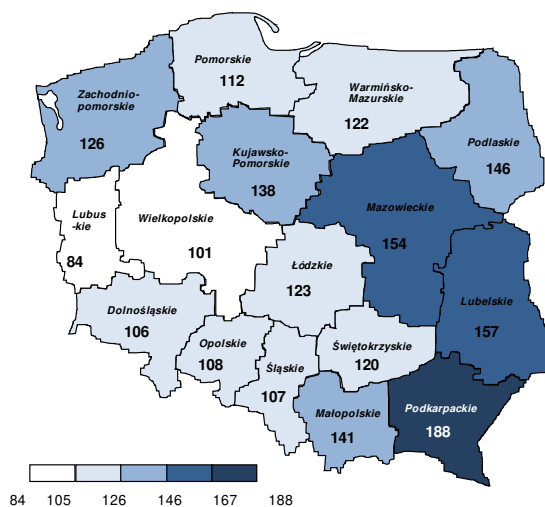 Pomorskie
112
Zachodnio-
pomorskie
126
Warmińsko-
Mazurskie
122
Podlaskie
146
Kujawsko-
Pomorskie
138
Mazowieckie
154
Lubus
-kie
84
Wielkopolskie
101
Łódzkie
123
Lubelskie
157
Dolnośląskie
106
Opolskie
108
Śląskie
107
Świętokrzyskie
120
Małopolskie
141
Podkarpackie
188
84 105 126 146 167 188